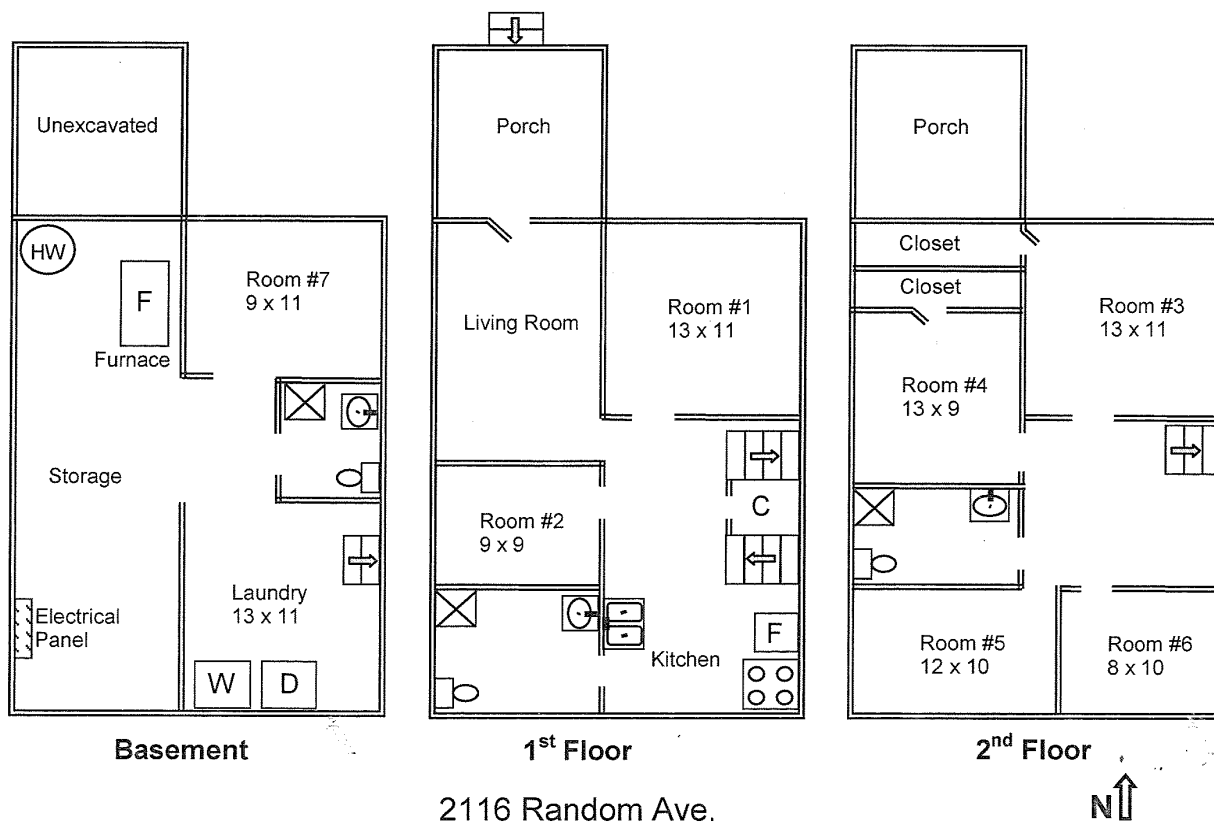 Unexcavated
HW
F
Furnace
Room #7
9 x 11
Storage
Electrical
Panel
Laundry
13 x 11
W
D
Basement
Porch
Living Room
Room #1
13 x 11
Room #2
9 x 9
C
F
Kitchen
1st Floor
Porch
Closet
Closet
Room #3
13 x 11
Room #4
13 x 9
Room #5
12 x 10
Room #6
8 x 10
2nd Floor
N
2116 Random Ave.